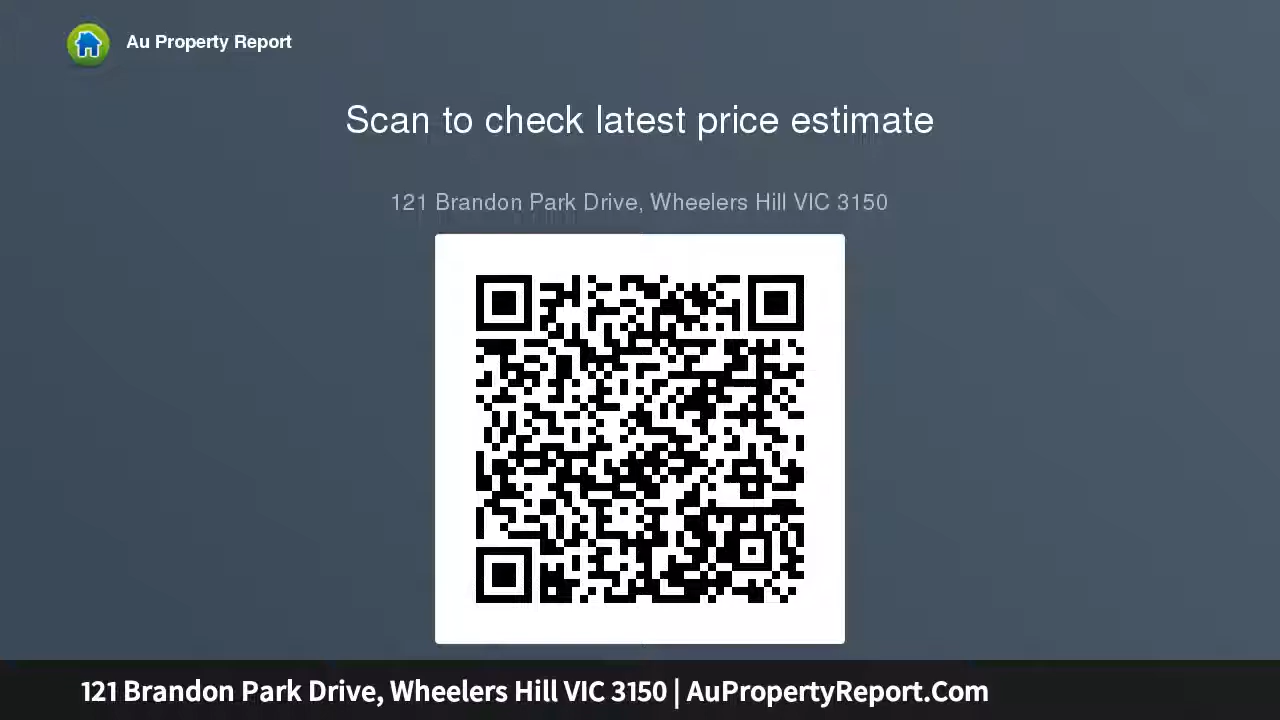 Au Property Report
Scan to check latest price estimate
121 Brandon Park Drive, Wheelers Hill VIC 3150
121 Brandon Park Drive, Wheelers Hill VIC 3150 | AuPropertyReport.Com